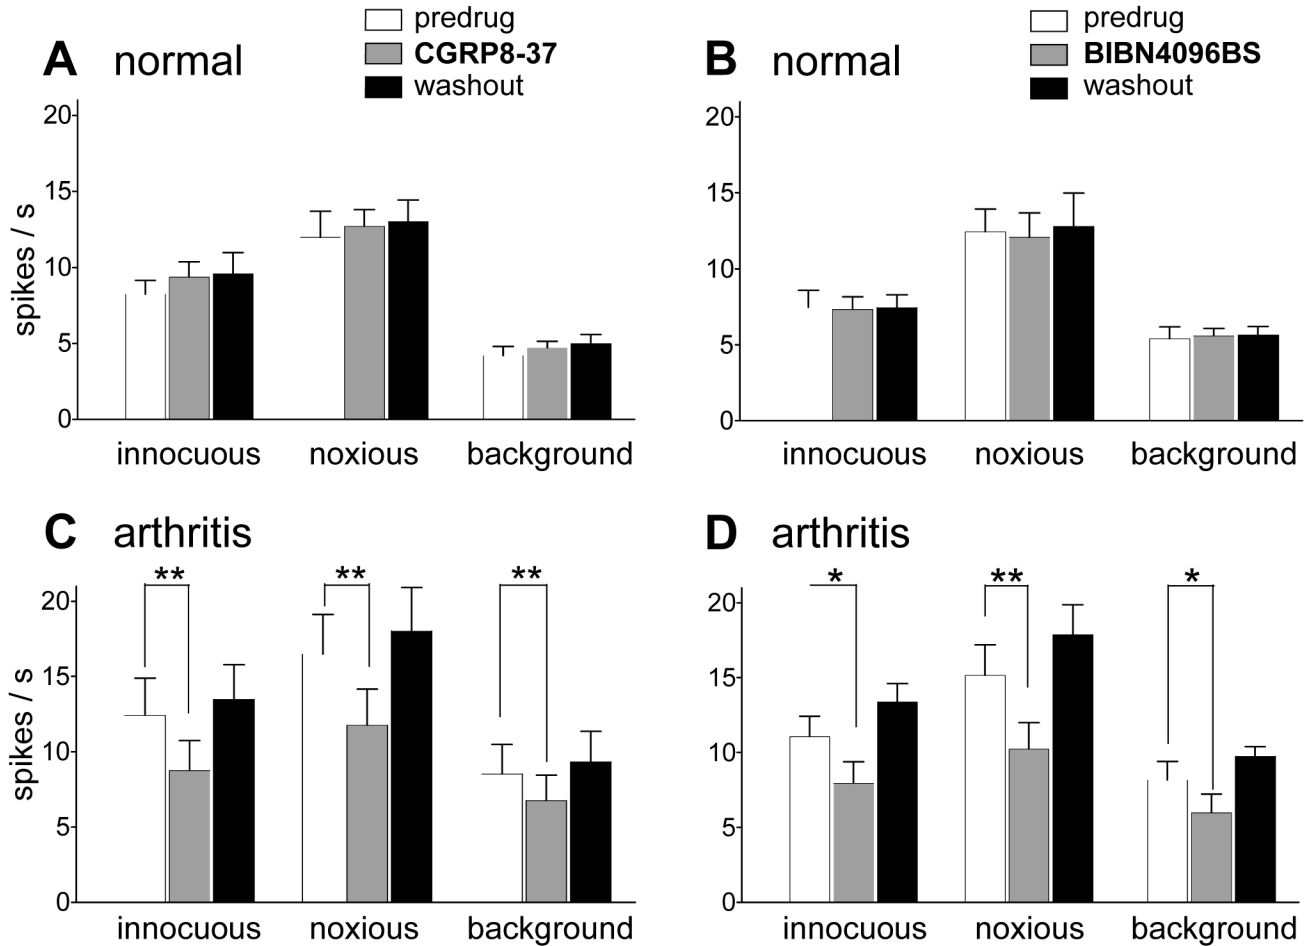 A normal
predrug
CGRP8-37
washout
spikes / s
20
15
10
5
0
innocuous noxious background
B normal
predrug
BIBN4096BS
washout
20
15
10
5
0
innocuous noxious background
C arthritis
** ** **
spikes / s
20
15
10
5
0
innocuous noxious background
D arthritis
* ** *
20
15
10
5
0
innocuous noxious background